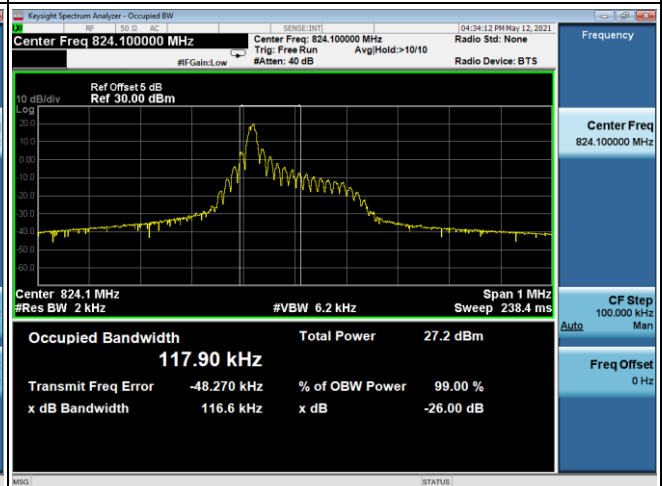 Keysight Spectrum Analyzer - Occupied BW
RF 50 Ω AC SENSE:INT 04:34:12 PM May 12, 2021
Center Freq 824.100000 MHz
Center Freq: 824.100000 MHz Radio Std: None
Trig: Free Run Avg|Hold:>10/10
#IFGain:Low #Atten: 40 dB Radio Device: BTS
Frequency
Ref Offset 5 dB
10 dB/div Ref 30.00 dBm
Log
20.0
10.0
0.00
-10.0
-20.0
-30.0
-40.0
-50.0
-60.0
Center 824.1 MHz Span 1 MHz
#Res BW 2 kHz #VBW 6.2 kHz Sweep 238.4 ms
Occupied Bandwidth Total Power 27.2 dBm
117.90 kHz
Transmit Freq Error -48.270 kHz % of OBW Power 99.00 %
x dB Bandwidth 116.6 kHz x dB -26.00 dB
Center Freq
824.100000 MHz
CF Step
100.000 kHz
Auto Man
Freq Offset
0 Hz
MSG STATUS